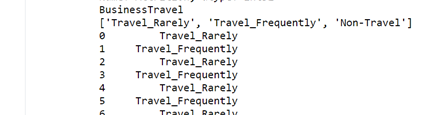 BusinessTravel
['Travel_Rarely', 'Travel_Frequently', 'Non-Travel']
0 Travel_Rarely
1 Travel_Frequently
2 Travel_Rarely
3 Travel_Frequently
4 Travel_Rarely
5 Travel_Frequently
6 Travel_Rarely